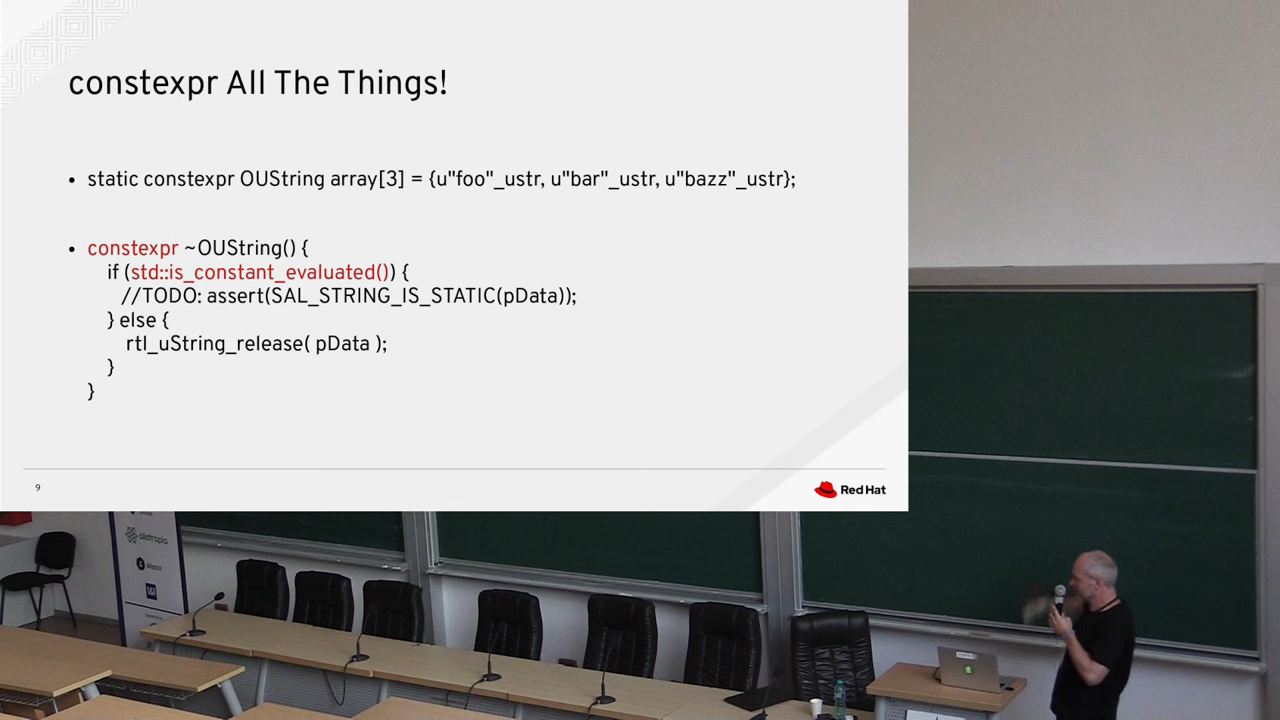 constexpr All The Things!
• static constexpr OUString array[3] = {u"foo"_ustr, u"bar"_ustr, u"bazz"_ustr};
• constexpr ~OUString() {
if (std::is_constant_evaluated()) {
//TODO: assert(SAL_STRING_IS_STATIC(pData));
} else {
rtl_uString_release( pData );
}
}
9
Red Hat
allotropia